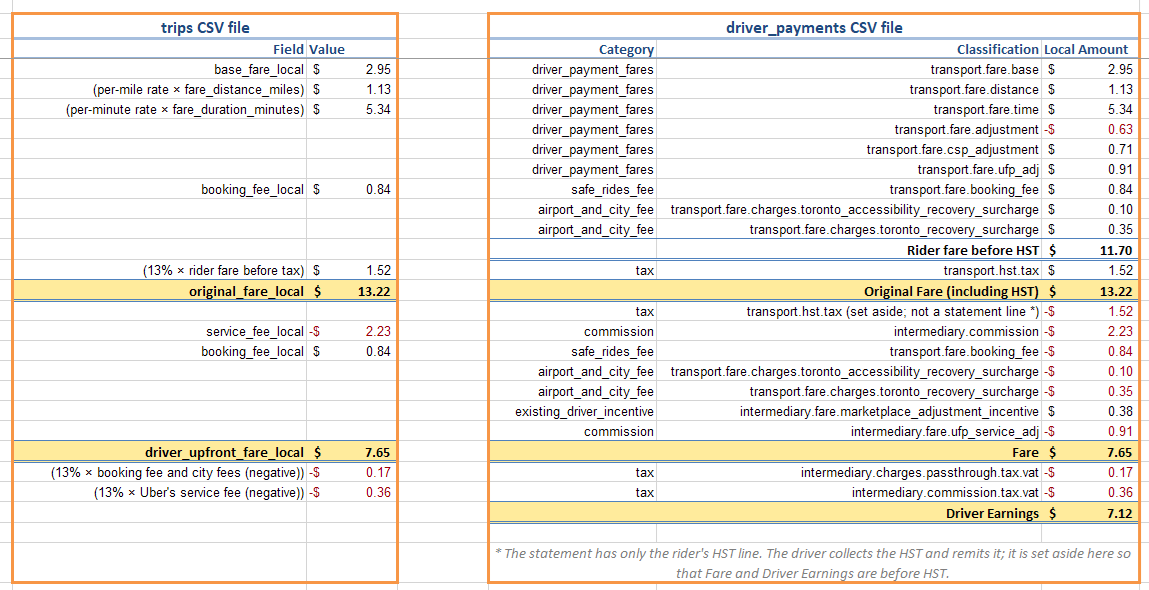 trips CSV file
Field Value
base_fare_local $ 2.95
(per-mile rate × fare_distance_miles) $ 1.13
(per-minute rate × fare_duration_minutes) $ 5.34
booking_fee_local $ 0.84
(13% × rider fare before tax) $ 1.52
original_fare_local $ 13.22
service_fee_local -$ 2.23
booking_fee_local $ 0.84
driver_upfront_fare_local $ 7.65
(13% × booking fee and city fees (negative)) -$ 0.17
(13% × Uber's service fee (negative)) -$ 0.36
driver_payments CSV file
Category Classification Local Amount
driver_payment_fares transport.fare.base $ 2.95
driver_payment_fares transport.fare.distance $ 1.13
driver_payment_fares transport.fare.time $ 5.34
driver_payment_fares transport.fare.adjustment -$ 0.63
driver_payment_fares transport.fare.csp_adjustment $ 0.71
driver_payment_fares transport.fare.ufp_adj $ 0.91
safe_rides_fee transport.fare.booking_fee $ 0.84
airport_and_city_fee transport.fare.charges.toronto_accessibility_recovery_surcharge $ 0.10
airport_and_city_fee transport.fare.charges.toronto_recovery_surcharge $ 0.35
Rider fare before HST $ 11.70
tax transport.hst.tax $ 1.52
Original Fare (including HST) $ 13.22
tax transport.hst.tax (set aside; not a statement line *) -$ 1.52
commission intermediary.commission -$ 2.23
safe_rides_fee transport.fare.booking_fee -$ 0.84
airport_and_city_fee transport.fare.charges.toronto_accessibility_recovery_surcharge -$ 0.10
airport_and_city_fee transport.fare.charges.toronto_recovery_surcharge -$ 0.35
existing_driver_incentive intermediary.fare.marketplace_adjustment_incentive $ 0.38
commission intermediary.fare.ufp_service_adj -$ 0.91
Fare $ 7.65
tax intermediary.charges.passthrough.tax.vat -$ 0.17
tax intermediary.commission.tax.vat -$ 0.36
Driver Earnings $ 7.12
* The statement has only the rider's HST line. The driver collects the HST and remits it; it is set aside here so
that Fare and Driver Earnings are before HST.